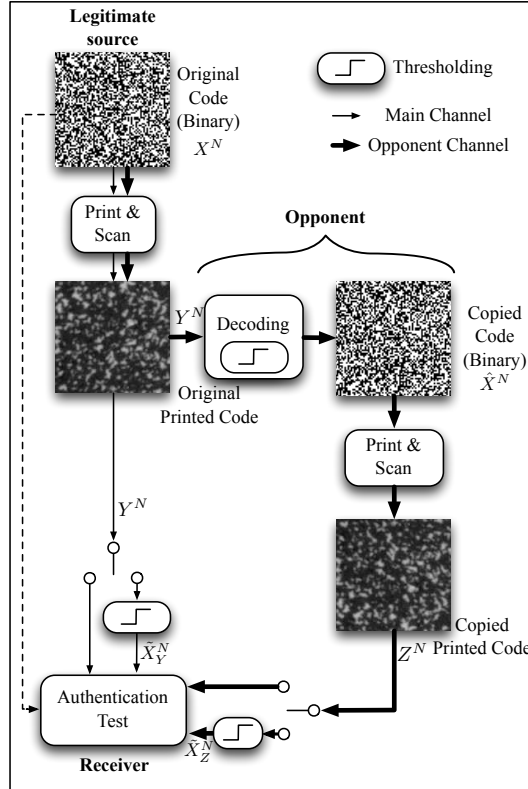 Legitimate
source
Original
Code
(Binary)
X^N
Thresholding
Main Channel
Opponent Channel
Print &
Scan
Opponent
Y^N
Decoding
Original
Printed Code
Copied
Code
(Binary)
X̂^N
Print &
Scan
Y^N
X̃_Y^N
Copied
Printed Code
Z^N
Authentication
Test
X̃_Z^N
Receiver